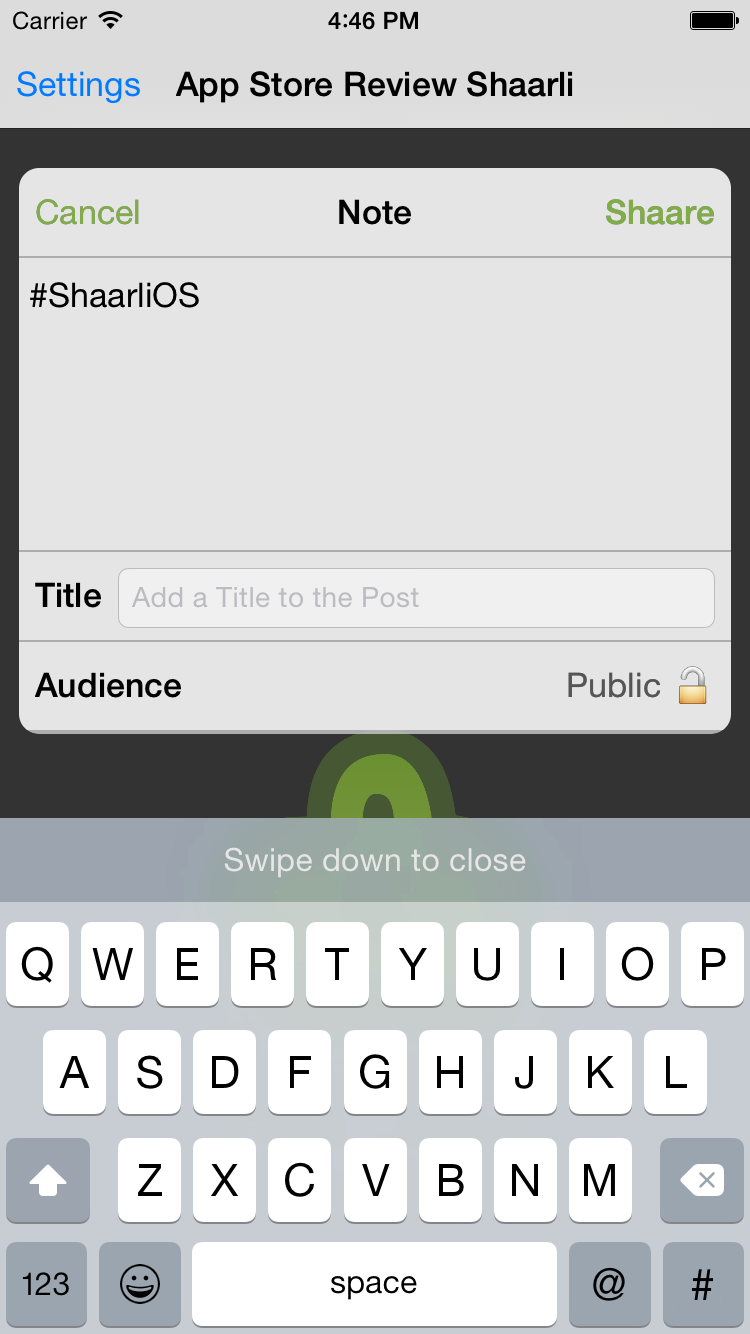 Carrier 4:46 PM
Settings App Store Review Shaarli
Cancel Note Shaare
#ShaarliOS
Title Add a Title to the Post
Audience Public
Swipe down to close
Q W E R T Y U I O P
A S D F G H J K L
Z X C V B N M
123 space @ #